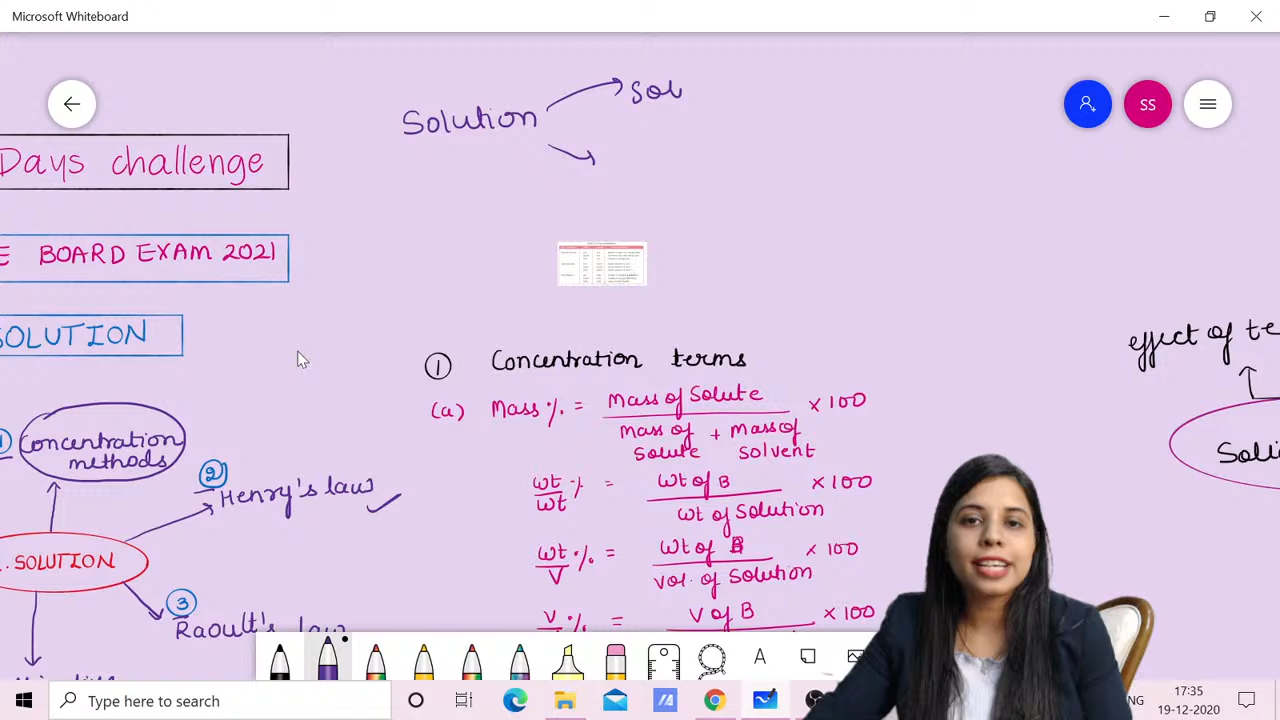 Microsoft Whiteboard
Solution
Sol
Days challenge
SS
E BOARD EXAM 2021
SOLUTION
① Concentration terms
effect of te
(a) Mass % = Mass of Solute × 100
Mass of solute + Mass of solvent
1 Concentration methods
Soli
② Henry's law
wt/wt % = wt of B × 100
wt of Solution
. SOLUTION
wt/V % = wt of B × 100
vol. of Solution
③ Raoult's law
V % = V of B × 100
A
Type here to search
NG
17:35
19-12-2020